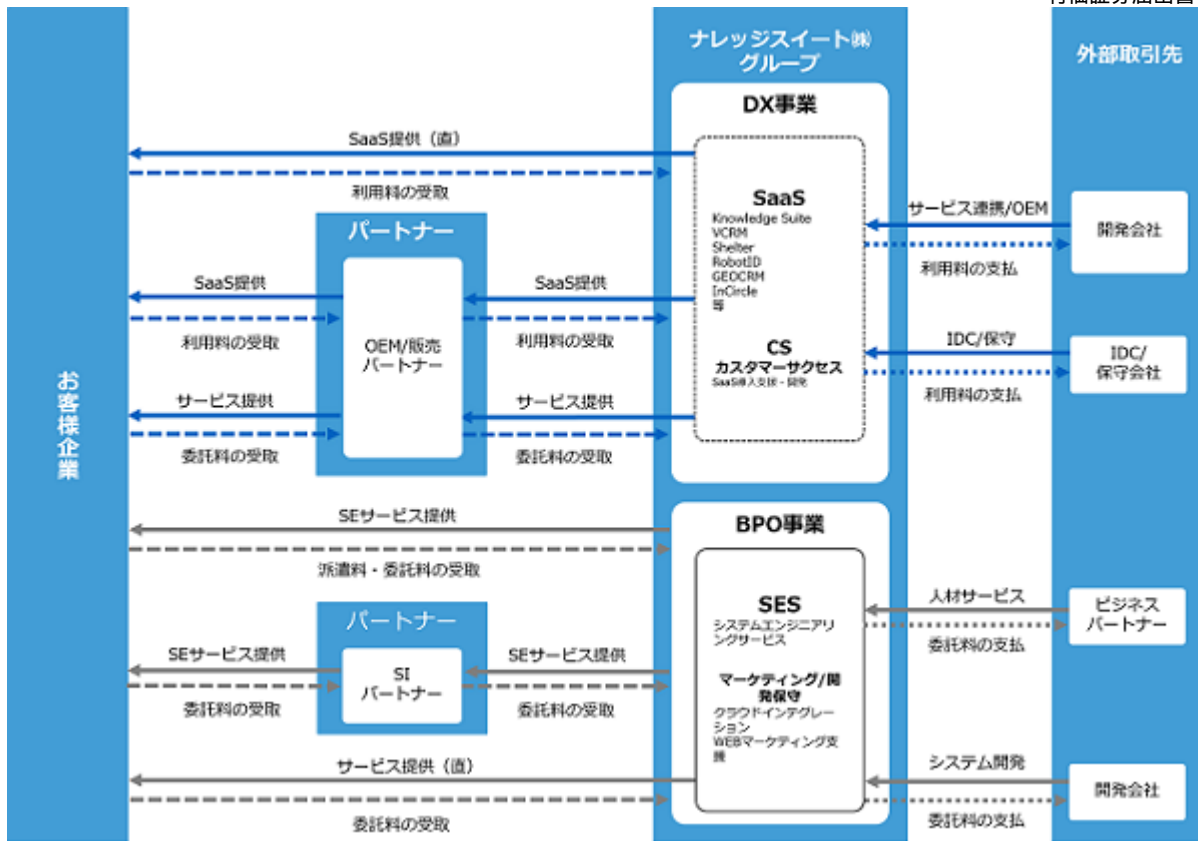 ナレッジスイート㈱
グループ
外部取引先
DX事業
SaaS提供（直）
利用料の受取
SaaS
Knowledge Suite
VCRM
Shelter
RobotID
GEOCRM
InCircle
等
サービス連携/OEM
利用料の支払
開発会社
パートナー
SaaS提供
利用料の受取
OEM/販売
パートナー
SaaS提供
利用料の受取
CS
カスタマーサクセス
SaaS導入支援・開発
IDC/保守
利用料の支払
IDC/
保守会社
お客様企業
サービス提供
委託料の受取
サービス提供
委託料の受取
BPO事業
SEサービス提供
派遣料・委託料の受取
SES
システムエンジニアリ
ングサービス
人材サービス
委託料の支払
ビジネス
パートナー
パートナー
SEサービス提供
委託料の受取
SI
パートナー
SEサービス提供
委託料の受取
マーケティング/開
発保守
クラウドインテグレー
ション
WEBマーケティング支
援
サービス提供（直）
委託料の受取
システム開発
委託料の支払
開発会社